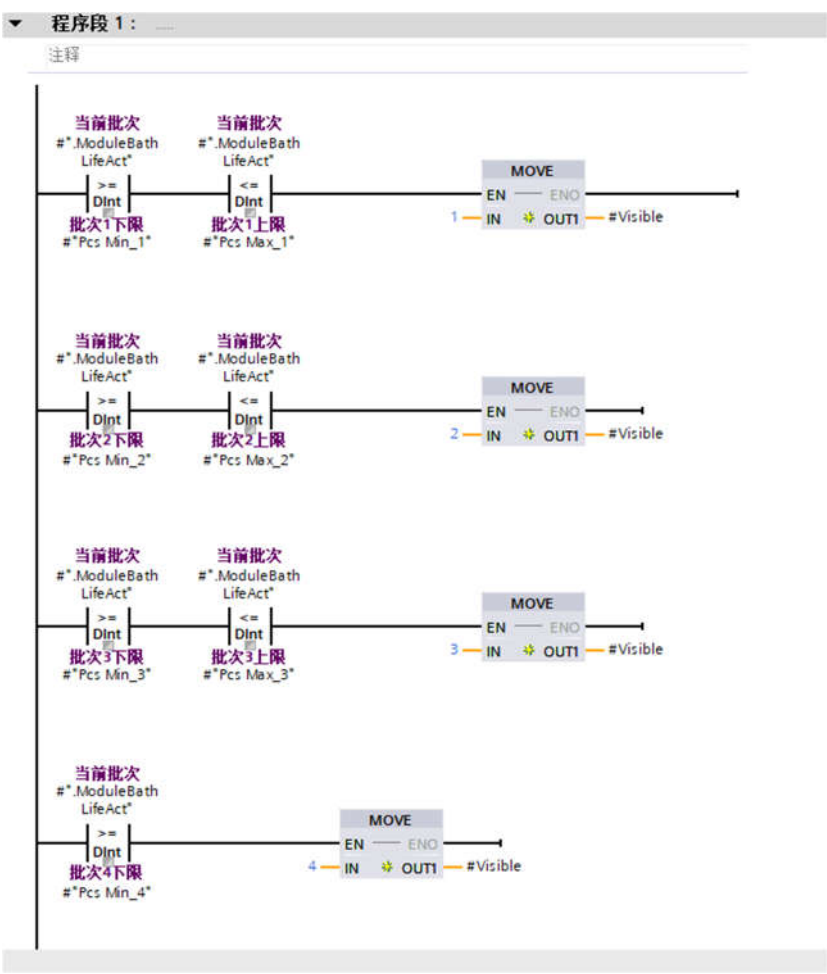 程序段 1： .....
注释
当前批次 当前批次
#".ModuleBath #".ModuleBath
LifeAct" LifeAct"
MOVE
>= <=
EN ENO
DInt DInt
批次1下限 批次1上限
1 IN OUT1 #Visible
#"Pcs Min_1" #"Pcs Max_1"
当前批次 当前批次
#".ModuleBath #".ModuleBath
LifeAct" LifeAct"
MOVE
>= <=
EN ENO
DInt DInt
批次2下限 批次2上限
2 IN OUT1 #Visible
#"Pcs Min_2" #"Pcs Max_2"
当前批次 当前批次
#".ModuleBath #".ModuleBath
LifeAct" LifeAct"
MOVE
>= <=
EN ENO
DInt DInt
批次3下限 批次3上限
3 IN OUT1 #Visible
#"Pcs Min_3" #"Pcs Max_3"
当前批次
#".ModuleBath
LifeAct"
MOVE
>=
EN ENO
DInt
批次4下限
4 IN OUT1 #Visible
#"Pcs Min_4"